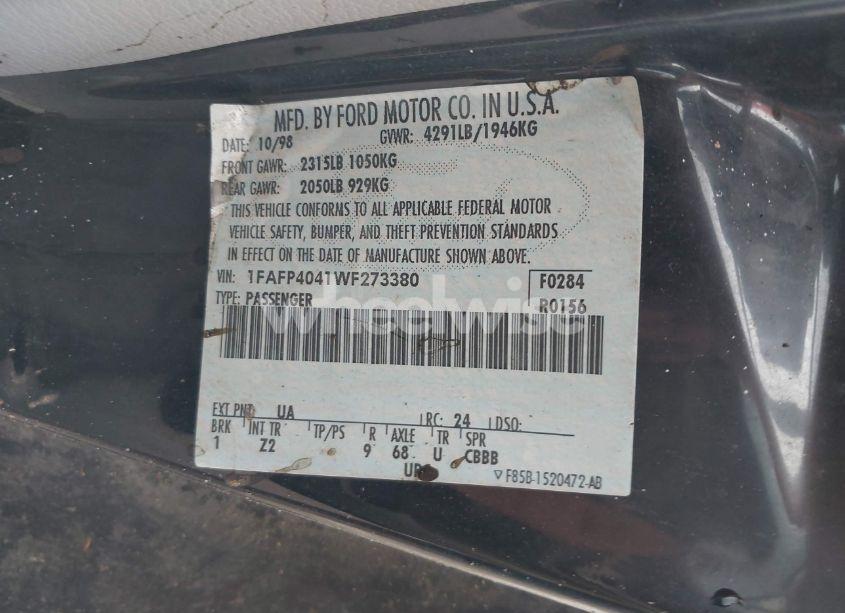 MFD. BY FORD MOTOR CO. IN U.S.A.
DATE: 10/98 GVWR: 4291LB/1946KG
FRONT GAWR: 2315LB 1050KG
REAR GAWR: 2050LB 929KG
THIS VEHICLE CONFORMS TO ALL APPLICABLE FEDERAL MOTOR
VEHICLE SAFETY, BUMPER, AND THEFT PREVENTION STANDARDS
IN EFFECT ON THE DATE OF MANUFACTURE SHOWN ABOVE.
VIN: 1FAFP4041WF273380 F0284
TYPE: PASSENGER R0156
wheelwise
EXT PNT: UA RC: 24 DSO:
BRK INT TR TP/PS R AXLE TR SPR
1 Z2 9 68 U CBBB
F85B-1520472-AB